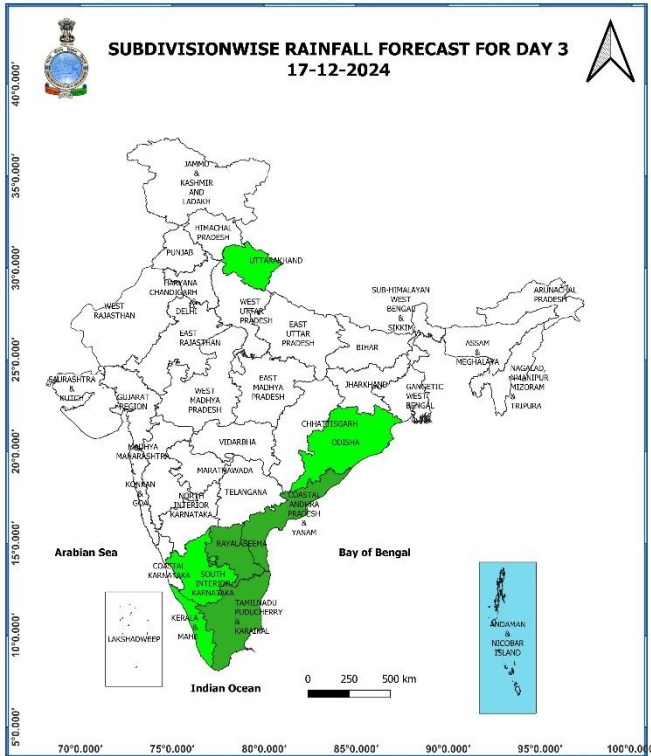 SUBDIVISIONWISE RAINFALL FORECAST FOR DAY 3
17-12-2024
40°0.000'
35°0.000'
30°0.000'
25°0.000'
20°0.000'
15°0.000'
10°0.000'
5°0.000'
JAMMU
&
KASHMIR
AND
LADAKH
HIMACHAL
PRADESH
PUNJAB
UTTARAKHAND
HARYANA
CHANDIGARH
&
DELHI
WEST
RAJASTHAN
WEST
UTTAR
PRADESH
EAST
RAJASTHAN
EAST
UTTAR
PRADESH
SUB-HIMALAYAN
WEST
BENGAL
&
SIKKIM
ARUNACHAL
PRADESH
BIHAR
ASSAM
&
MEGHALAYA
SAURASHTRA
&
KUTCH
GUJARAT
REGION
WEST
MADHYA
PRADESH
EAST
MADHYA
PRADESH
JHARKHAND
GANGETIC
WEST
BENGAL
NAGALAD,
MANIPUR
MIZORAM
&
TRIPURA
CHHATTISGARH
ODISHA
VIDARBHA
MADHYA
MAHARASHTRA
MARATHAWADA
KONKAN
&
GOA
NORTH
INTERIOR
KARNATAKA
TELANGANA
COASTAL
ANDHRA
PRADESH
&
YANAM
Arabian Sea
RAYALASEEMA
Bay of Bengal
COASTAL
KARNATAKA
SOUTH
INTERIOR
KARNATAKA
TAMILNADU
PUDUCHERRY
&
KARAIKAL
KERALA
&
MAHE
LAKSHADWEEP
ANDAMAN
&
NICOBAR
ISLAND
Indian Ocean
0 250 500 km
70°0.000' 75°0.000' 80°0.000' 85°0.000' 90°0.000' 95°0.000' 100°0.000'